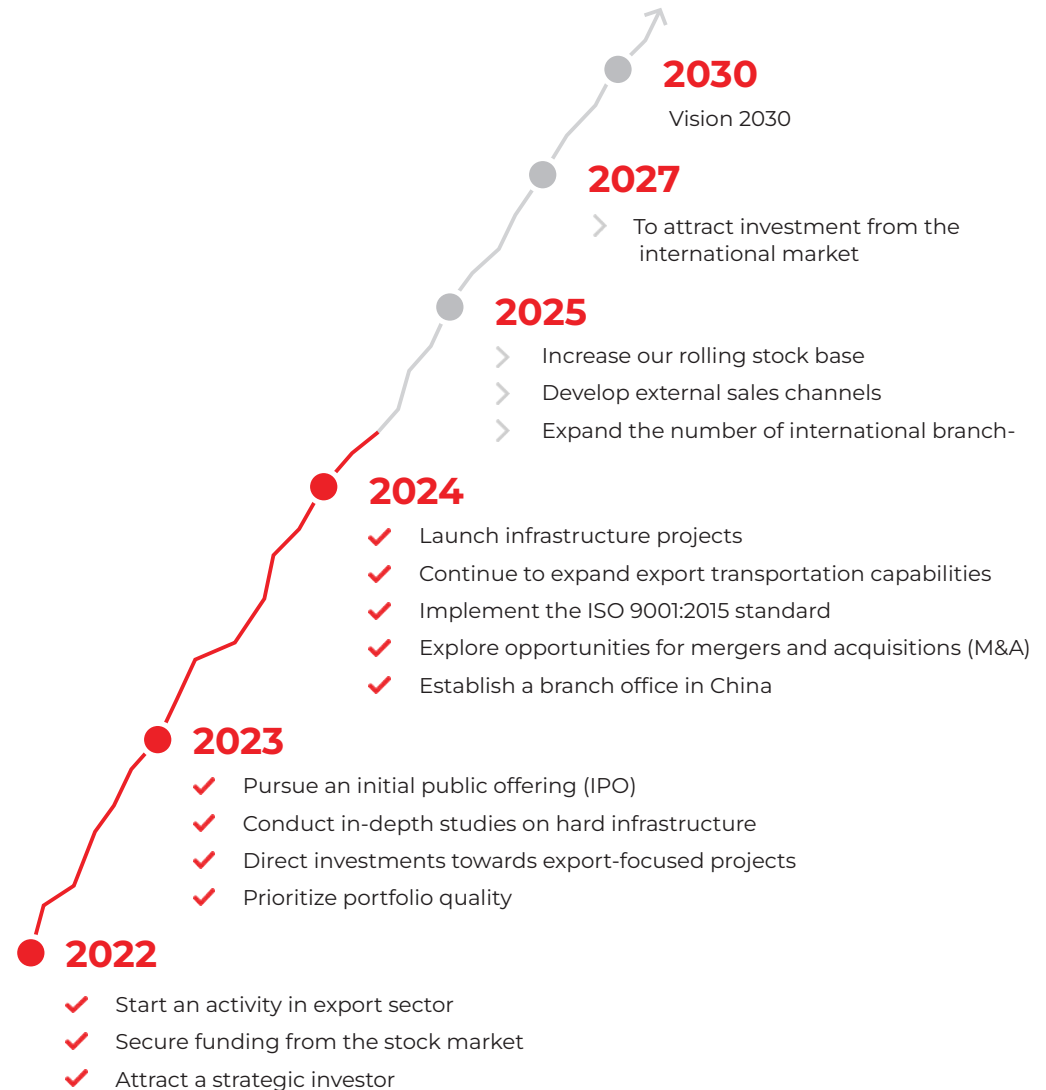 2030
Vision 2030
2027
To attract investment from the
international market
2025
Increase our rolling stock base
Develop external sales channels
Expand the number of international branch-
2024
Launch infrastructure projects
Continue to expand export transportation capabilities
Implement the ISO 9001:2015 standard
Explore opportunities for mergers and acquisitions (M&A)
Establish a branch office in China
2023
Pursue an initial public offering (IPO)
Conduct in-depth studies on hard infrastructure
Direct investments towards export-focused projects
Prioritize portfolio quality
2022
Start an activity in export sector
Secure funding from the stock market
Attract a strategic investor